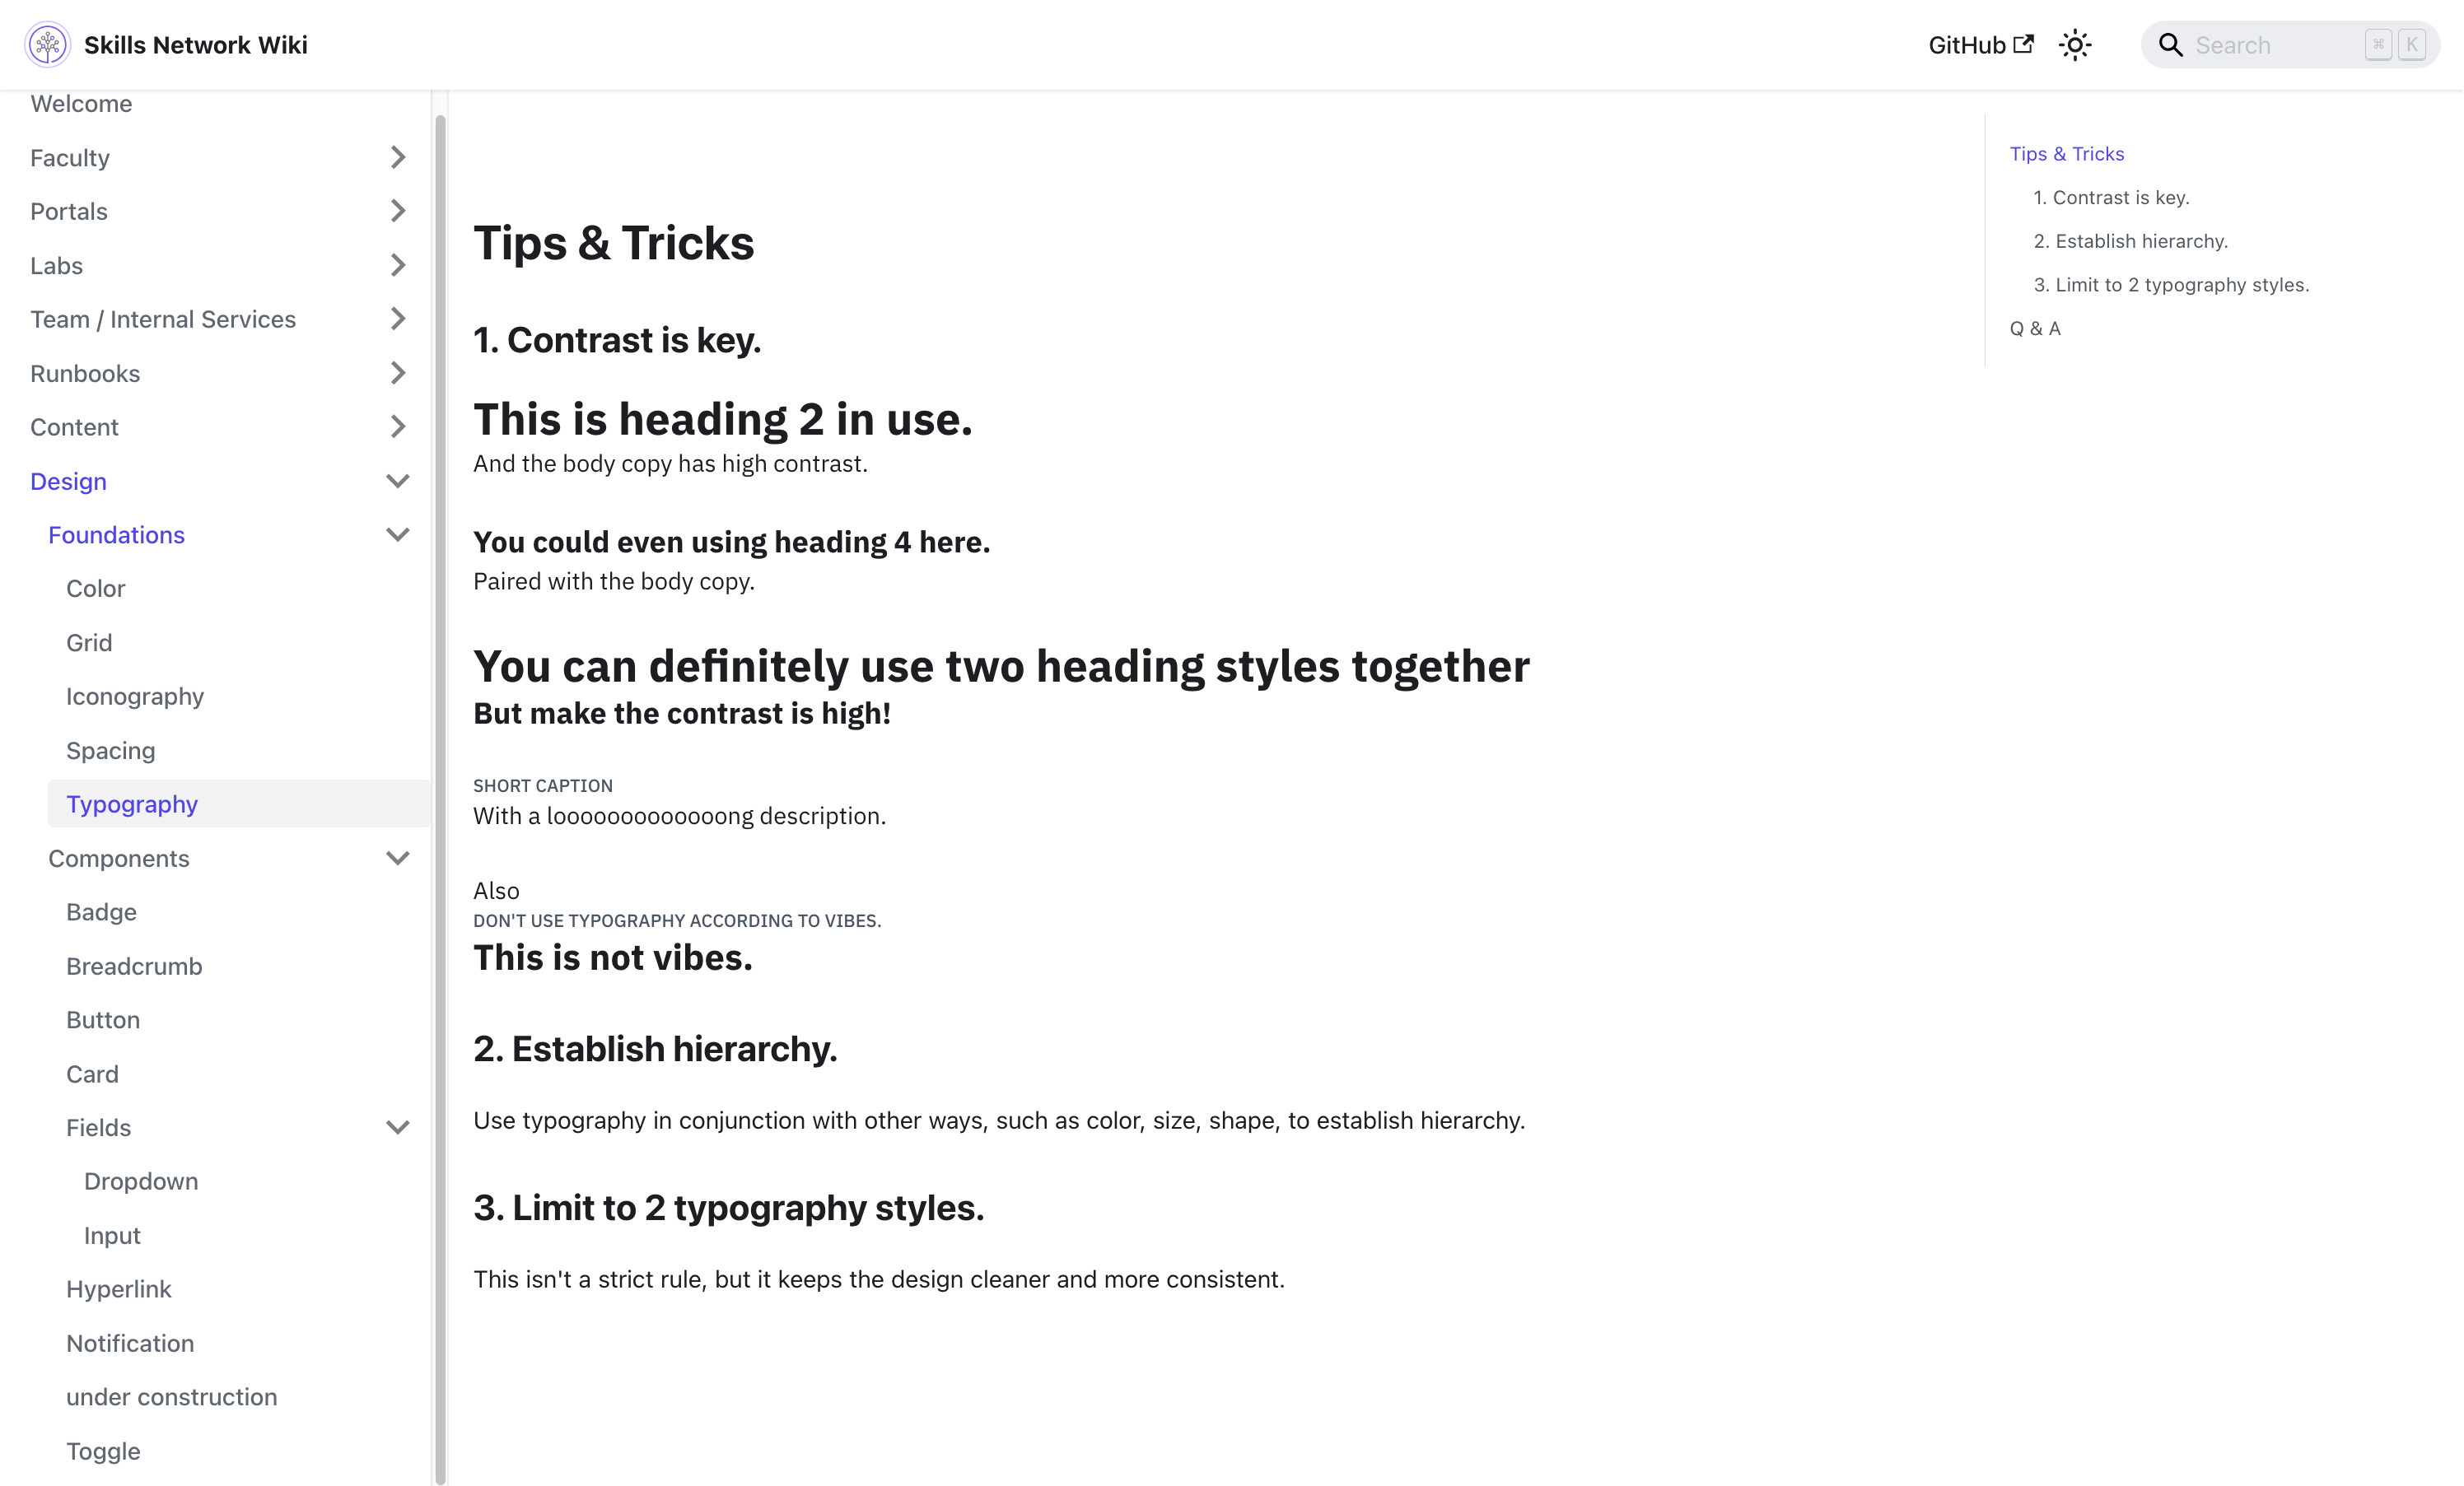 Skills Network Wiki
GitHub
Search
⌘ K
Welcome
Faculty
Portals
Labs
Team / Internal Services
Runbooks
Content
Design
Foundations
Color
Grid
Iconography
Spacing
Typography
Components
Badge
Breadcrumb
Button
Card
Fields
Dropdown
Input
Hyperlink
Notification
under construction
Toggle
Tips & Tricks
1. Contrast is key.
This is heading 2 in use.
And the body copy has high contrast.
You could even using heading 4 here.
Paired with the body copy.
You can definitely use two heading styles together
But make the contrast is high!
SHORT CAPTION
With a looooooooooooong description.
Also
DON'T USE TYPOGRAPHY ACCORDING TO VIBES.
This is not vibes.
2. Establish hierarchy.
Use typography in conjunction with other ways, such as color, size, shape, to establish hierarchy.
3. Limit to 2 typography styles.
This isn't a strict rule, but it keeps the design cleaner and more consistent.
Tips & Tricks
1. Contrast is key.
2. Establish hierarchy.
3. Limit to 2 typography styles.
Q & A